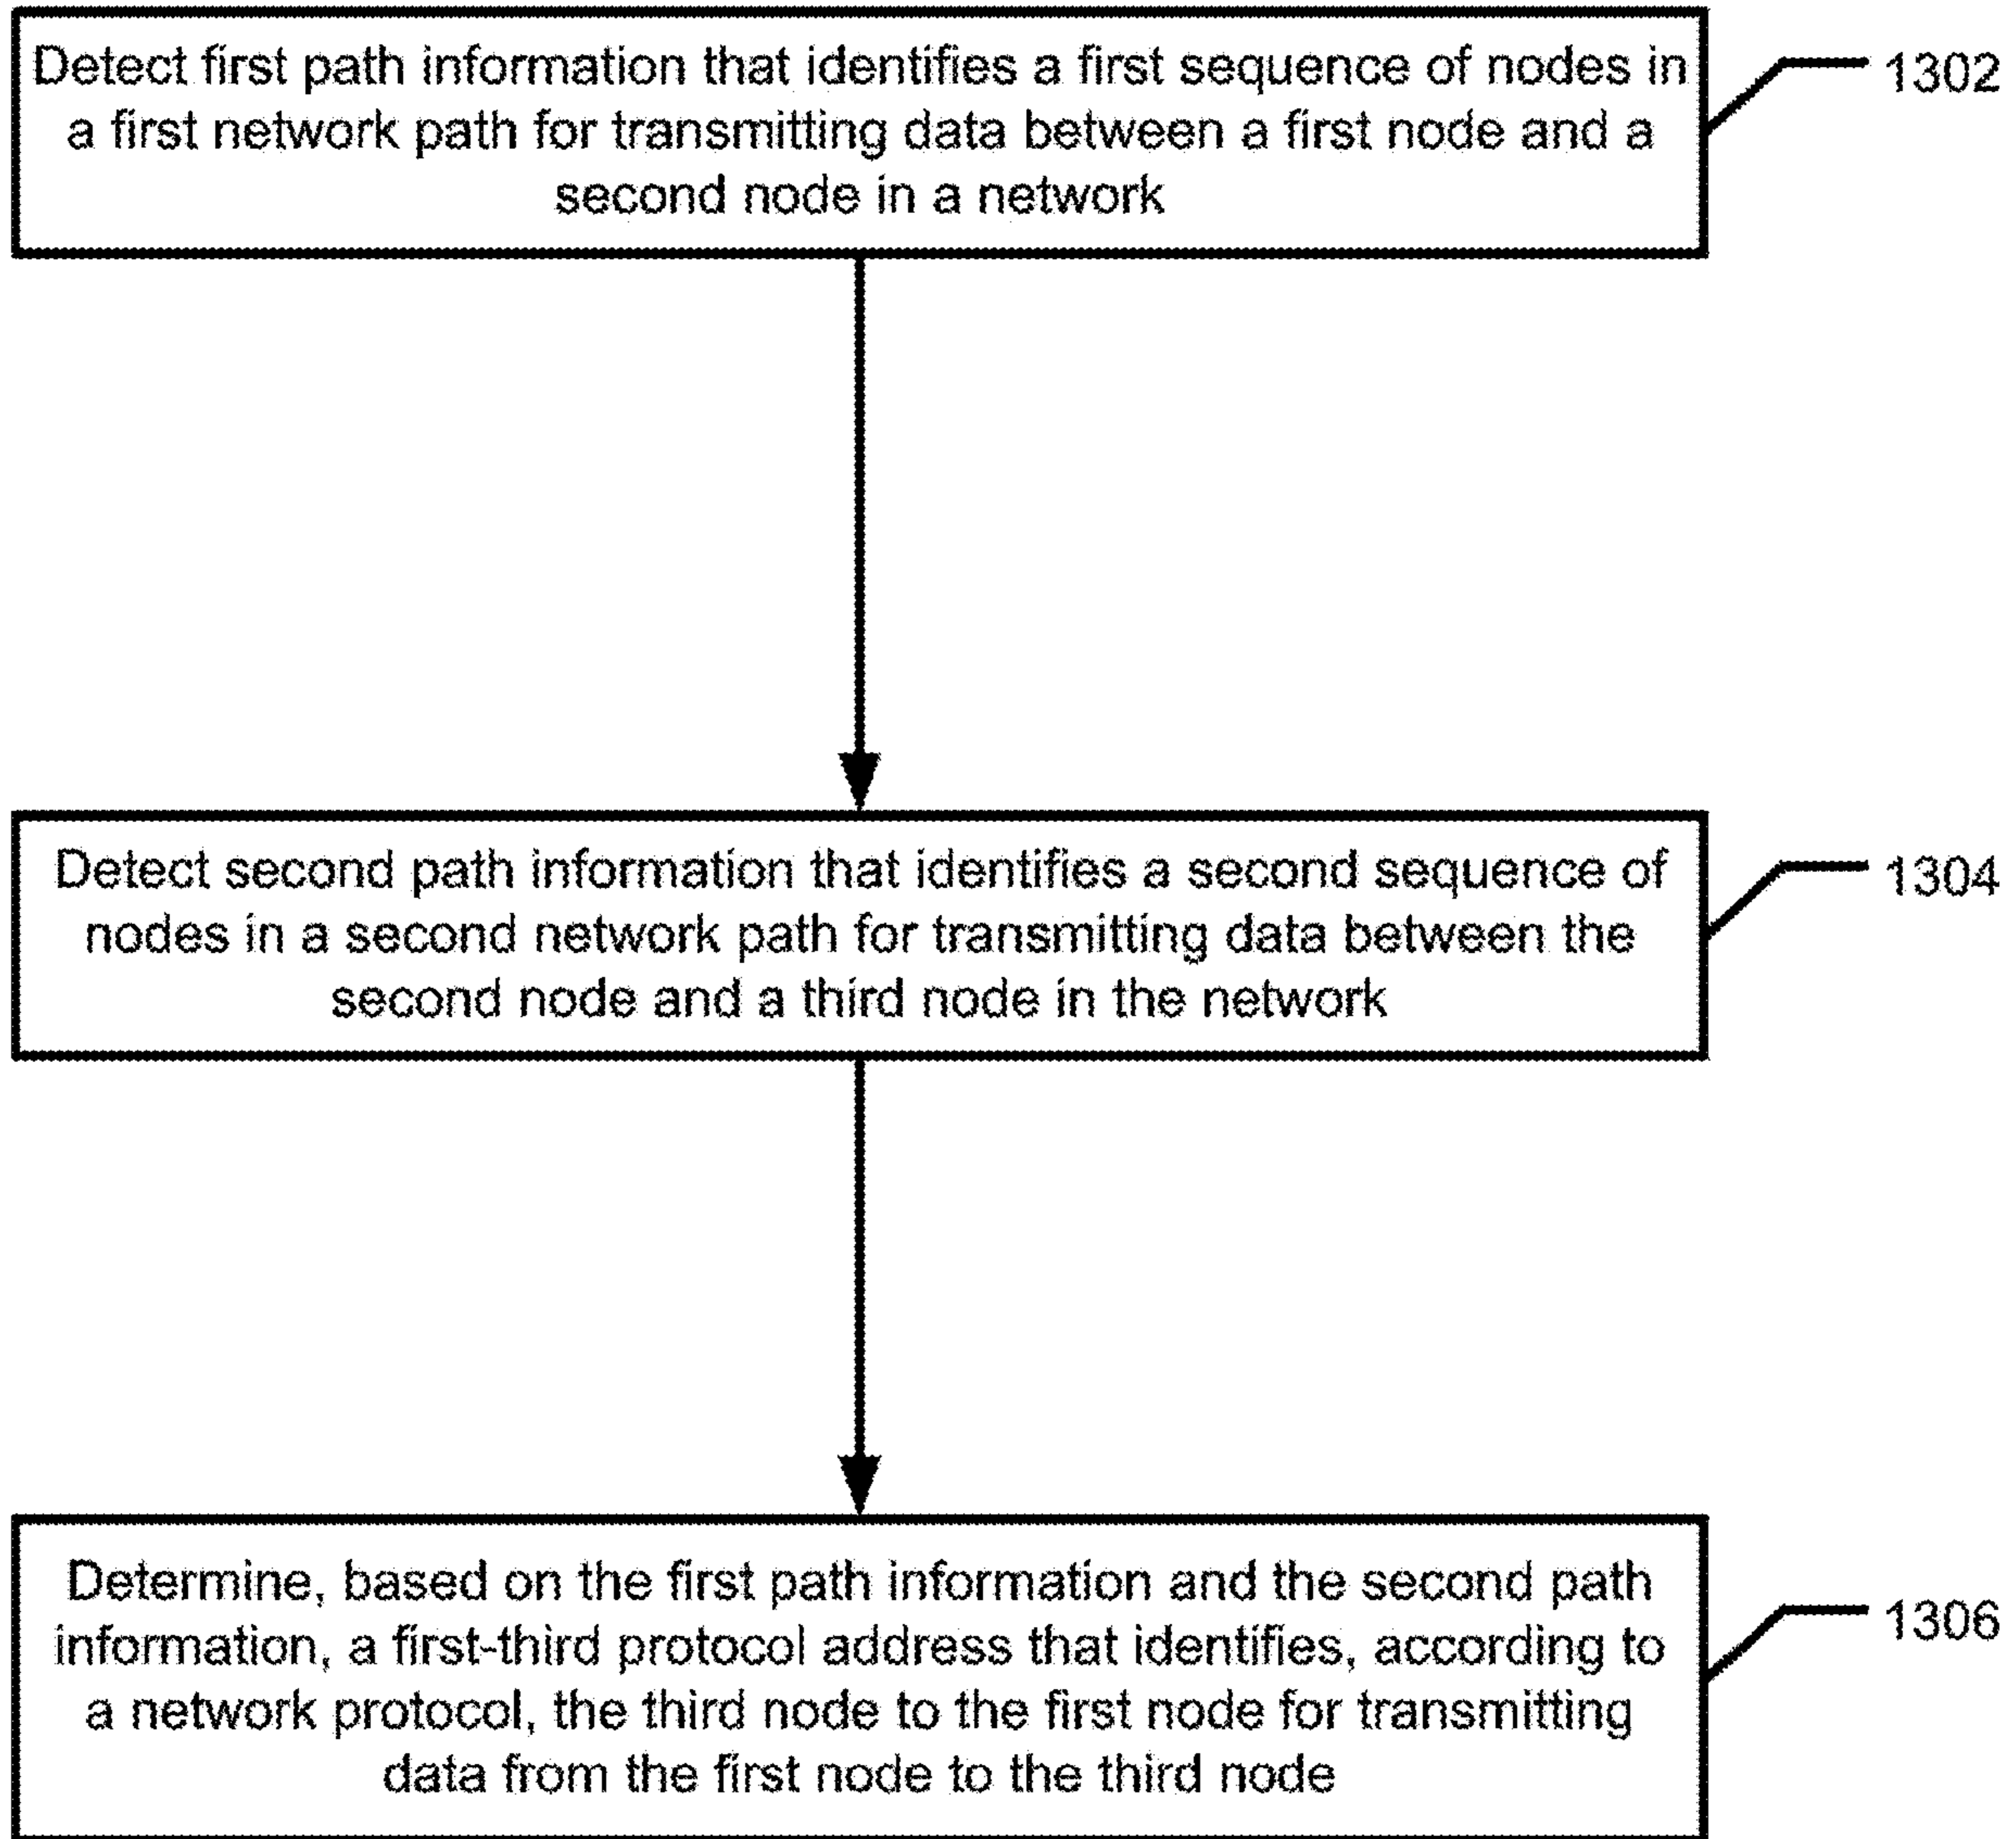 Detect first path information that identifies a first sequence of nodes in
a first network path for transmitting data between a first node and a
second node in a network
1302
Detect second path information that identifies a second sequence of
nodes in a second network path for transmitting data between the
second node and a third node in the network
1304
Determine, based on the first path information and the second path
information, a first-third protocol address that identifies, according to
a network protocol, the third node to the first node for transmitting
data from the first node to the third node
1306